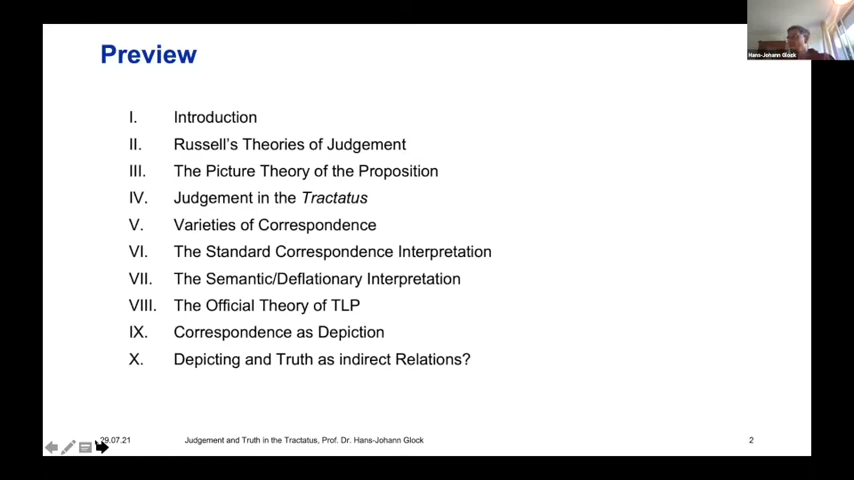 Preview
Hans-Johann Glock
I. Introduction
II. Russell's Theories of Judgement
III. The Picture Theory of the Proposition
IV. Judgement in the Tractatus
V. Varieties of Correspondence
VI. The Standard Correspondence Interpretation
VII. The Semantic/Deflationary Interpretation
VIII. The Official Theory of TLP
IX. Correspondence as Depiction
X. Depicting and Truth as indirect Relations?
29.07.21 Judgement and Truth in the Tractatus, Prof. Dr. Hans-Johann Glock 2